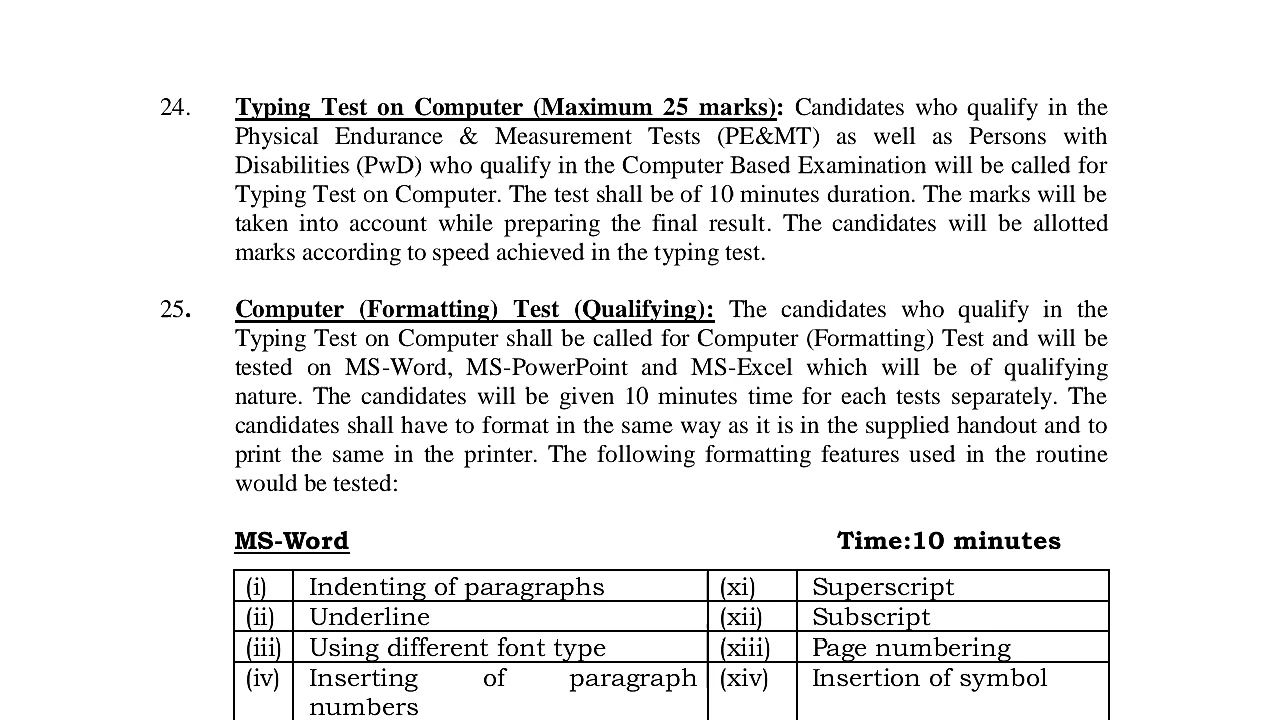 24. Typing Test on Computer (Maximum 25 marks): Candidates who qualify in the
Physical Endurance & Measurement Tests (PE&MT) as well as Persons with
Disabilities (PwD) who qualify in the Computer Based Examination will be called for
Typing Test on Computer. The test shall be of 10 minutes duration. The marks will be
taken into account while preparing the final result. The candidates will be allotted
marks according to speed achieved in the typing test.
25. Computer (Formatting) Test (Qualifying): The candidates who qualify in the
Typing Test on Computer shall be called for Computer (Formatting) Test and will be
tested on MS-Word, MS-PowerPoint and MS-Excel which will be of qualifying
nature. The candidates will be given 10 minutes time for each tests separately. The
candidates shall have to format in the same way as it is in the supplied handout and to
print the same in the printer. The following formatting features used in the routine
would be tested:
MS-Word Time:10 minutes
(i) Indenting of paragraphs (xi) Superscript
(ii) Underline (xii) Subscript
(iii) Using different font type (xiii) Page numbering
(iv) Inserting of paragraph (xiv) Insertion of symbol
numbers